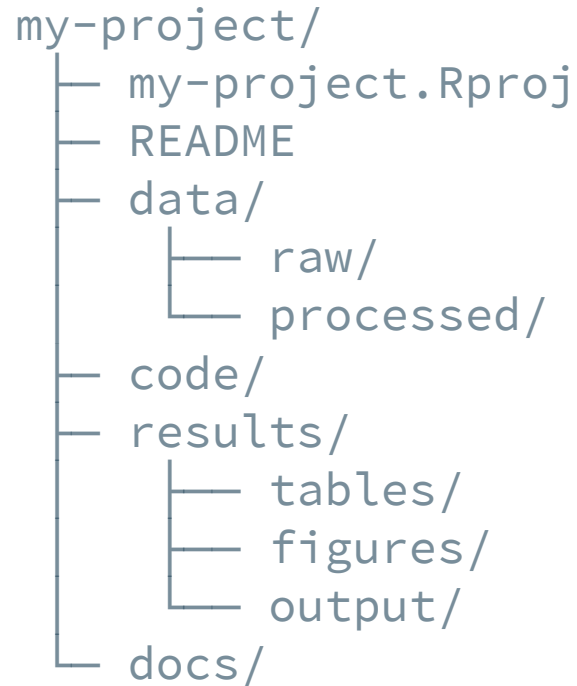 my-project/
my-project.Rproj
README
data/
raw/
processed/
code/
results/
tables/
figures/
output/
docs/